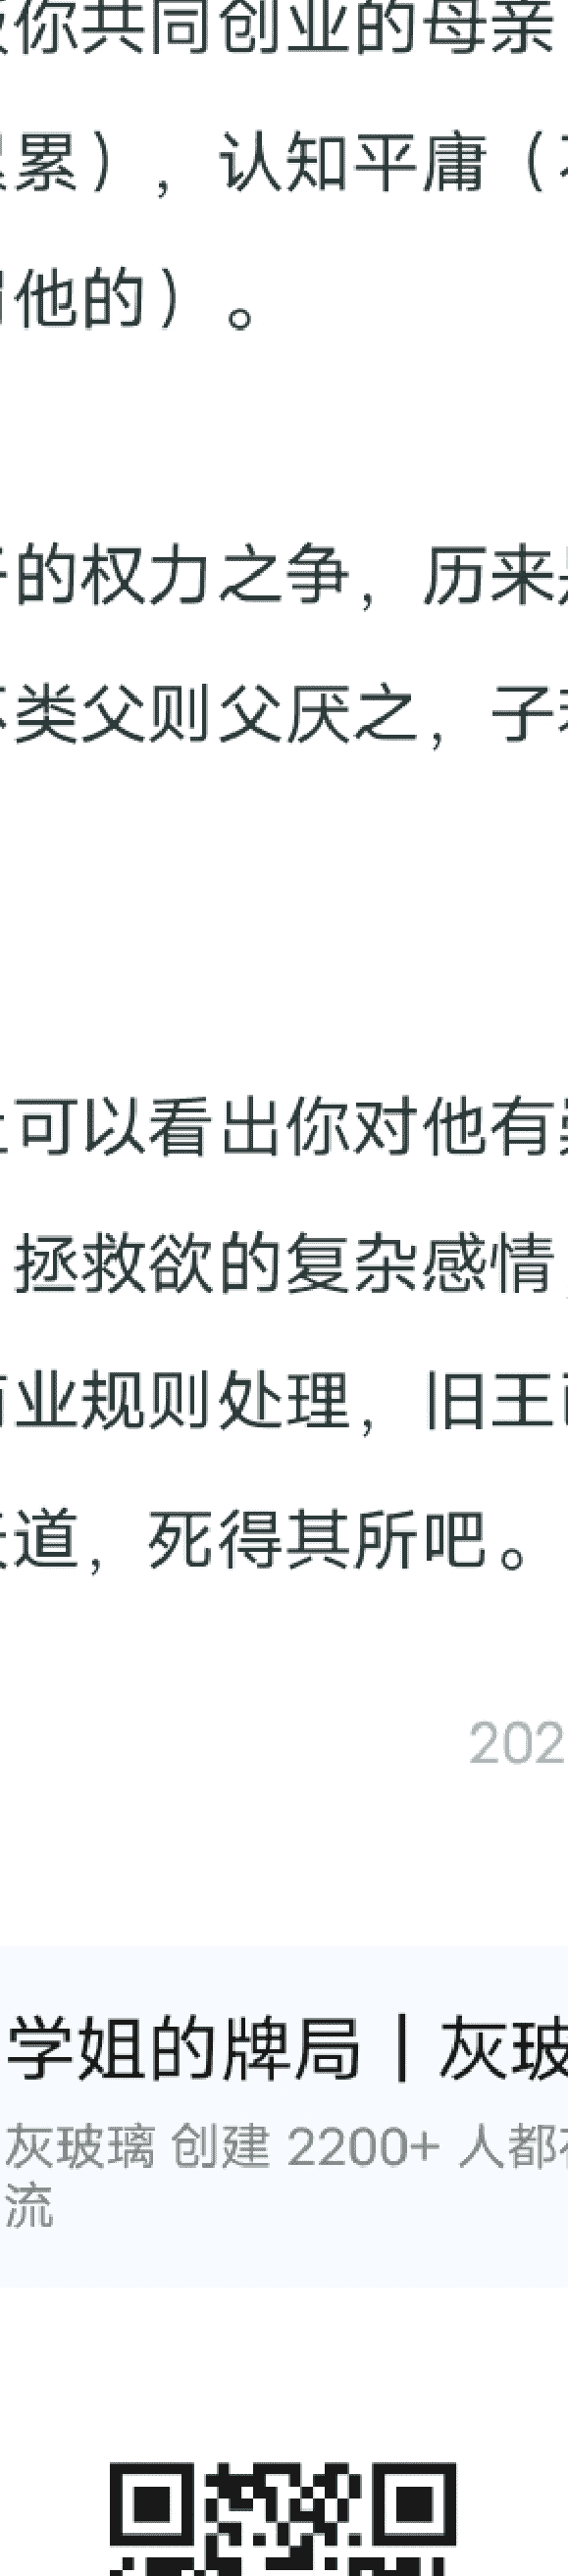 你共同创业的母亲
累），认知平庸（
他的）。
的权力之争，历来
类父则父厌之，子
可以看出你对他有
拯救欲的复杂感情
业规则处理，旧王
道，死得其所吧。
202
学姐的牌局丨灰玻
灰玻璃 创建 2200+ 人都
流